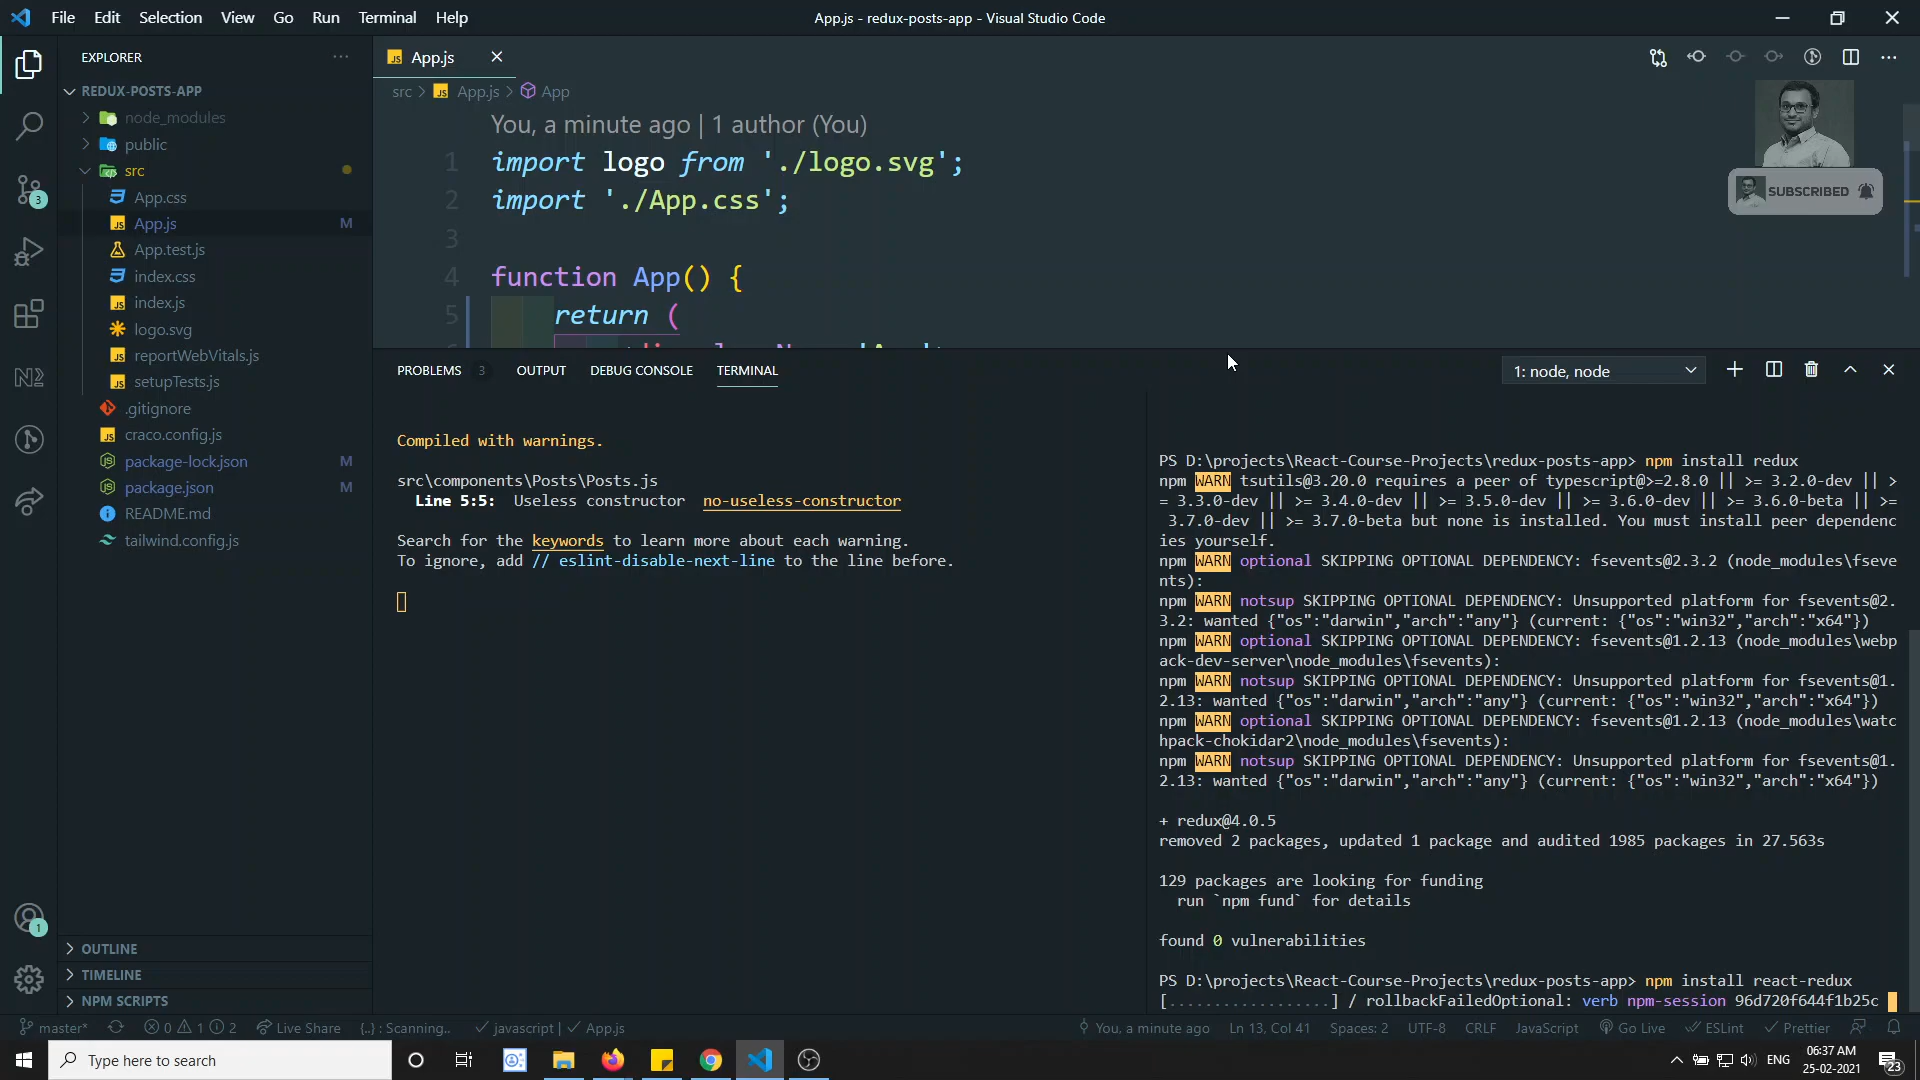 File Edit Selection View Go Run Terminal Help
App.js - redux-posts-app - Visual Studio Code
EXPLORER
REDUX-POSTS-APP
node_modules
public
src
App.css
App.js M
App.test.js
index.css
index.js
logo.svg
reportWebVitals.js
setupTests.js
.gitignore
craco.config.js
package-lock.json M
package.json M
README.md
tailwind.config.js
OUTLINE
TIMELINE
NPM SCRIPTS
3
1
App.js
src > App.js > App
You, a minute ago | 1 author (You)
1 import logo from './logo.svg';
2 import './App.css';
3
4 function App() {
5 return (
SUBSCRIBED
PROBLEMS 3 OUTPUT DEBUG CONSOLE TERMINAL
1: node, node
Compiled with warnings.
src\components\Posts\Posts.js
Line 5:5: Useless constructor no-useless-constructor
Search for the keywords to learn more about each warning.
To ignore, add // eslint-disable-next-line to the line before.
PS D:\projects\React-Course-Projects\redux-posts-app> npm install redux
npm WARN tsutils@3.20.0 requires a peer of typescript@>=2.8.0 || >= 3.2.0-dev || >
= 3.3.0-dev || >= 3.4.0-dev || >= 3.5.0-dev || >= 3.6.0-dev || >= 3.6.0-beta || >=
3.7.0-dev || >= 3.7.0-beta but none is installed. You must install peer dependenc
ies yourself.
npm WARN optional SKIPPING OPTIONAL DEPENDENCY: fsevents@2.3.2 (node_modules\fseve
nts):
npm WARN notsup SKIPPING OPTIONAL DEPENDENCY: Unsupported platform for fsevents@2.
3.2: wanted {"os":"darwin","arch":"any"} (current: {"os":"win32","arch":"x64"})
npm WARN optional SKIPPING OPTIONAL DEPENDENCY: fsevents@1.2.13 (node_modules\webp
ack-dev-server\node_modules\fsevents):
npm WARN notsup SKIPPING OPTIONAL DEPENDENCY: Unsupported platform for fsevents@1.
2.13: wanted {"os":"darwin","arch":"any"} (current: {"os":"win32","arch":"x64"})
npm WARN optional SKIPPING OPTIONAL DEPENDENCY: fsevents@1.2.13 (node_modules\watc
hpack-chokidar2\node_modules\fsevents):
npm WARN notsup SKIPPING OPTIONAL DEPENDENCY: Unsupported platform for fsevents@1.
2.13: wanted {"os":"darwin","arch":"any"} (current: {"os":"win32","arch":"x64"})
+ redux@4.0.5
removed 2 packages, updated 1 package and audited 1985 packages in 27.563s
129 packages are looking for funding
run `npm fund` for details
found 0 vulnerabilities
PS D:\projects\React-Course-Projects\redux-posts-app> npm install react-redux
[..................] / rollbackFailedOptional: verb npm-session 96d720f644f1b25c
master* 0 1 2 Live Share {..} : Scanning.. javascript | App.js
You, a minute ago Ln 13, Col 41 Spaces: 2 UTF-8 CRLF JavaScript Go Live ESLint Prettier
Type here to search
ENG
06:37 AM
25-02-2021
23